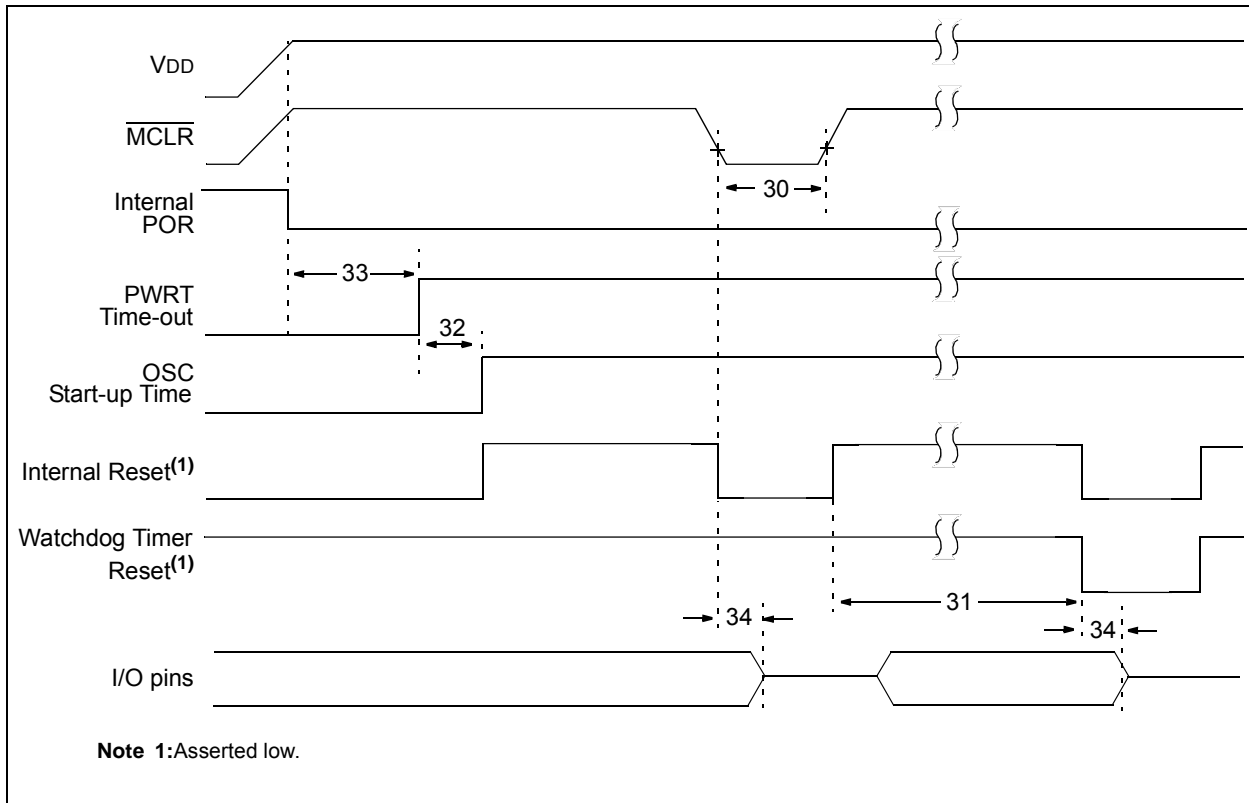 VDD
MCLR
Internal
POR
30
33
PWRT
Time-out
32
OSC
Start-up Time
Internal Reset(1)
Watchdog Timer
Reset(1)
31
34
34
I/O pins
Note 1:Asserted low.